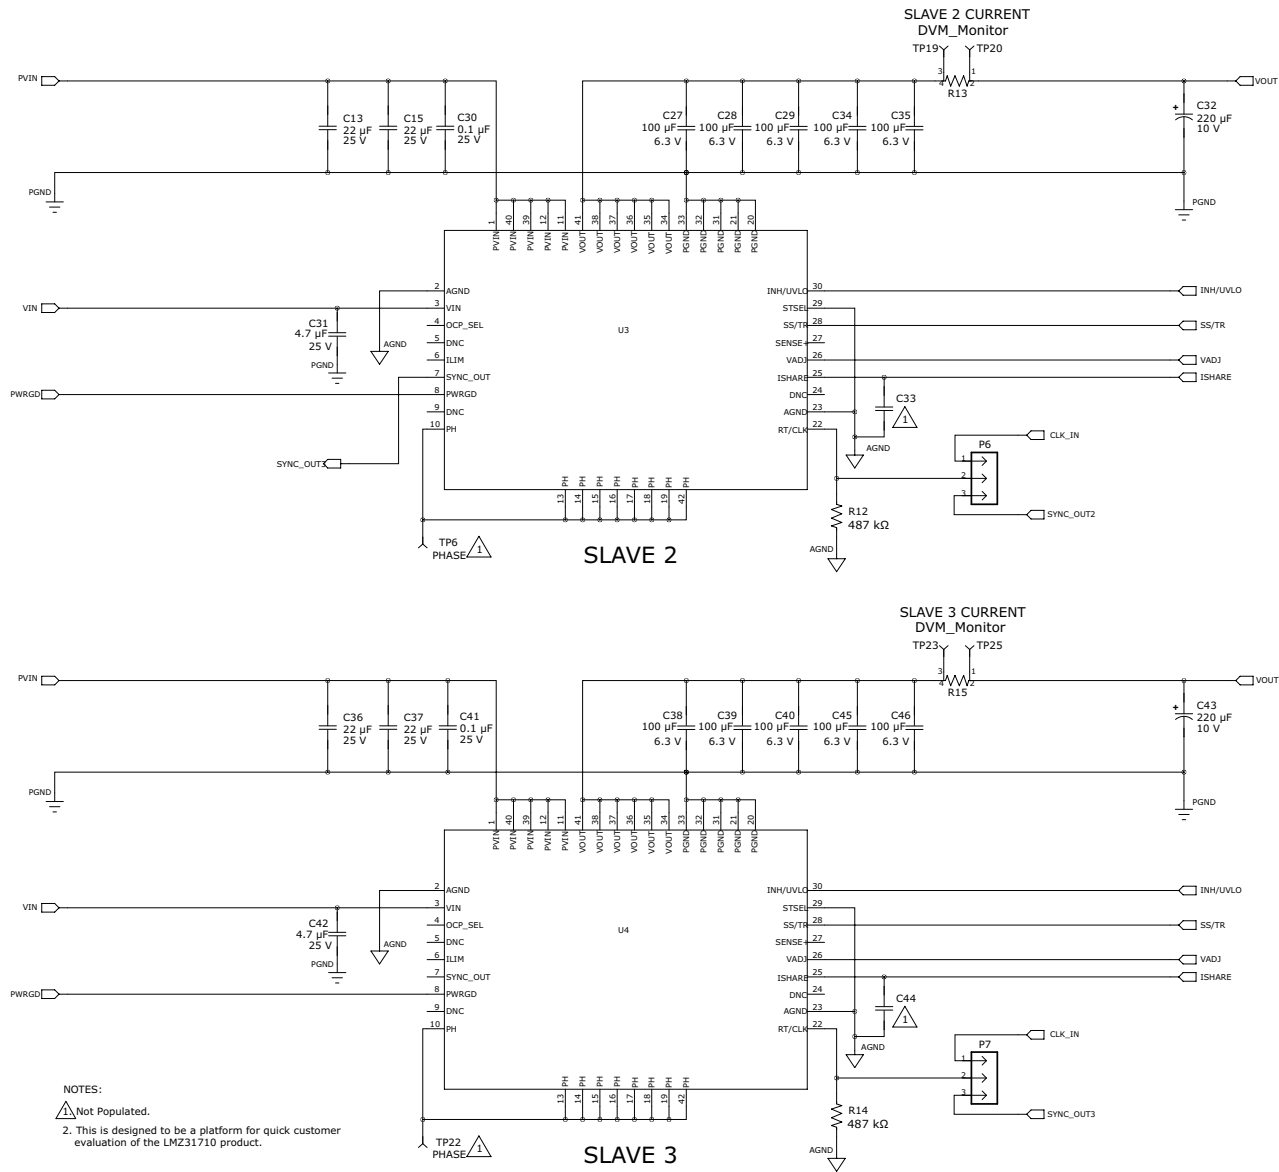 SLAVE 2 CURRENT
DVM_Monitor
TP19 TP20
3 1
4 2
R13
PVIN
VOUT
C13
22 µF
25 V
C15
22 µF
25 V
C30
0.1 µF
25 V
C27
100 µF
6.3 V
C28
100 µF
6.3 V
C29
100 µF
6.3 V
C34
100 µF
6.3 V
C35
100 µF
6.3 V
+
C32
220 µF
10 V
PGND
PGND
1 40 39 12 11 41 38 37 36 35 34 33 32 31 21 20
PVIN PVIN PVIN PVIN PVIN VOUT VOUT VOUT VOUT VOUT VOUT PGND PGND PGND PGND PGND
2 AGND
3 VIN
4 OCP_SEL
5 DNC
6 ILIM
7 SYNC_OUT
8 PWRGD
9 DNC
10 PH
U3
INH/UVLO 30
STSEL 29
SS/TR 28
SENSE+ 27
VADJ 26
ISHARE 25
DNC 24
AGND 23
RT/CLK 22
VIN
C31
4.7 µF
25 V
PGND
AGND
PWRGD
SYNC_OUT3
INH/UVLO
SS/TR
VADJ
ISHARE
C33
1
AGND
P6
1
2
3
CLK_IN
SYNC_OUT2
R12
487 kΩ
AGND
PH PH PH PH PH PH PH PH
13 14 15 16 17 18 19 42
TP6
PHASE 1
SLAVE 2
SLAVE 3 CURRENT
DVM_Monitor
TP23 TP25
3 1
4 2
R15
PVIN
VOUT
C36
22 µF
25 V
C37
22 µF
25 V
C41
0.1 µF
25 V
C38
100 µF
6.3 V
C39
100 µF
6.3 V
C40
100 µF
6.3 V
C45
100 µF
6.3 V
C46
100 µF
6.3 V
+
C43
220 µF
10 V
PGND
PGND
1 40 39 12 11 41 38 37 36 35 34 33 32 31 21 20
PVIN PVIN PVIN PVIN PVIN VOUT VOUT VOUT VOUT VOUT VOUT PGND PGND PGND PGND PGND
2 AGND
3 VIN
4 OCP_SEL
5 DNC
6 ILIM
7 SYNC_OUT
8 PWRGD
9 DNC
10 PH
U4
INH/UVLO 30
STSEL 29
SS/TR 28
SENSE+ 27
VADJ 26
ISHARE 25
DNC 24
AGND 23
RT/CLK 22
VIN
C42
4.7 µF
25 V
PGND
AGND
PWRGD
INH/UVLO
SS/TR
VADJ
ISHARE
C44
1
AGND
P7
1
2
3
CLK_IN
SYNC_OUT3
R14
487 kΩ
AGND
PH PH PH PH PH PH PH PH
13 14 15 16 17 18 19 42
TP22
PHASE 1
SLAVE 3
NOTES:
1 Not Populated.
2. This is designed to be a platform for quick customer
evaluation of the LMZ31710 product.